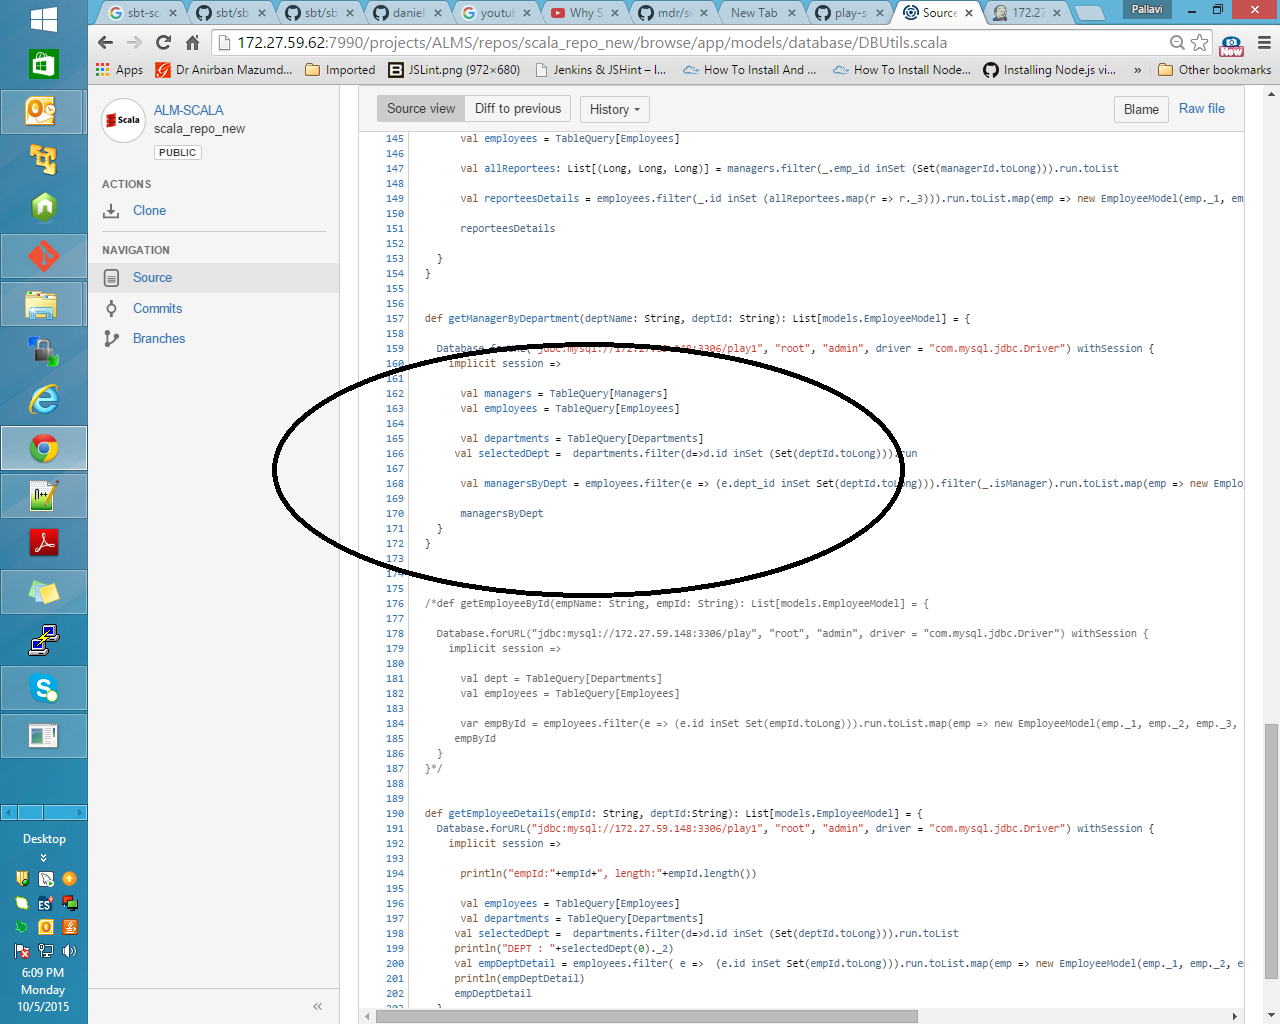 sbt-sc
sbt/sb
sbt/sb
daniel
youtub
Why S
mdr/sc
New Tab
play-s
Source
172.27
Pallavi
172.27.59.62:7990/projects/ALMS/repos/scala_repo_new/browse/app/models/database/DBUtils.scala
New
Apps
Dr Anirban Mazumd...
Imported
JSLint.png (972×680)
Jenkins & JSHint – I...
How To Install And ...
How To Install Node...
Installing Node.js vi...
»
Other bookmarks
Scala
ALM-SCALA
scala_repo_new
PUBLIC
ACTIONS
Clone
NAVIGATION
Source
Commits
Branches
Source view
Diff to previous
History
Blame
Raw file
145 val employees = TableQuery[Employees]
146
147 val allReportees: List[(Long, Long, Long)] = managers.filter(_.emp_id inSet (Set(managerId.toLong))).run.toList
148
149 val reporteesDetails = employees.filter(_.id inSet (allReportees.map(r => r._3))).run.toList.map(emp => new EmployeeModel(emp._1, em
150
151 reporteesDetails
152
153 }
154 }
155
156
157 def getManagerByDepartment(deptName: String, deptId: String): List[models.EmployeeModel] = {
158
159 Database.forURL("jdbc:mysql://172.27.59.148:3306/play1", "root", "admin", driver = "com.mysql.jdbc.Driver") withSession {
160 implicit session =>
161
162 val managers = TableQuery[Managers]
163 val employees = TableQuery[Employees]
164
165 val departments = TableQuery[Departments]
166 val selectedDept = departments.filter(d=>d.id inSet (Set(deptId.toLong))).run
167
168 val managersByDept = employees.filter(e => (e.dept_id inSet Set(deptId.toLong))).filter(_.isManager).run.toList.map(emp => new Emplo
169
170 managersByDept
171 }
172 }
173
174
175
176 /*def getEmployeeById(empName: String, empId: String): List[models.EmployeeModel] = {
177
178 Database.forURL("jdbc:mysql://172.27.59.148:3306/play", "root", "admin", driver = "com.mysql.jdbc.Driver") withSession {
179 implicit session =>
180
181 val dept = TableQuery[Departments]
182 val employees = TableQuery[Employees]
183
184 var empById = employees.filter(e => (e.id inSet Set(empId.toLong))).run.toList.map(emp => new EmployeeModel(emp._1, emp._2, emp._3,
185 empById
186 }
187 }*/
188
189
190 def getEmployeeDetails(empId: String, deptId:String): List[models.EmployeeModel] = {
191 Database.forURL("jdbc:mysql://172.27.59.148:3306/play1", "root", "admin", driver = "com.mysql.jdbc.Driver") withSession {
192 implicit session =>
193
194 println("empId:"+empId+", length:"+empId.length())
195
196 val employees = TableQuery[Employees]
197 val departments = TableQuery[Departments]
198 val selectedDept = departments.filter(d=>d.id inSet (Set(deptId.toLong))).run.toList
199 println("DEPT : "+selectedDept(0)._2)
200 val empDeptDetail = employees.filter( e => (e.id inSet Set(empId.toLong))).run.toList.map(emp => new EmployeeModel(emp._1, emp._2, e
201 println(empDeptDetail)
202 empDeptDetail
203 }
Desktop
6:09 PM
Monday
10/5/2015